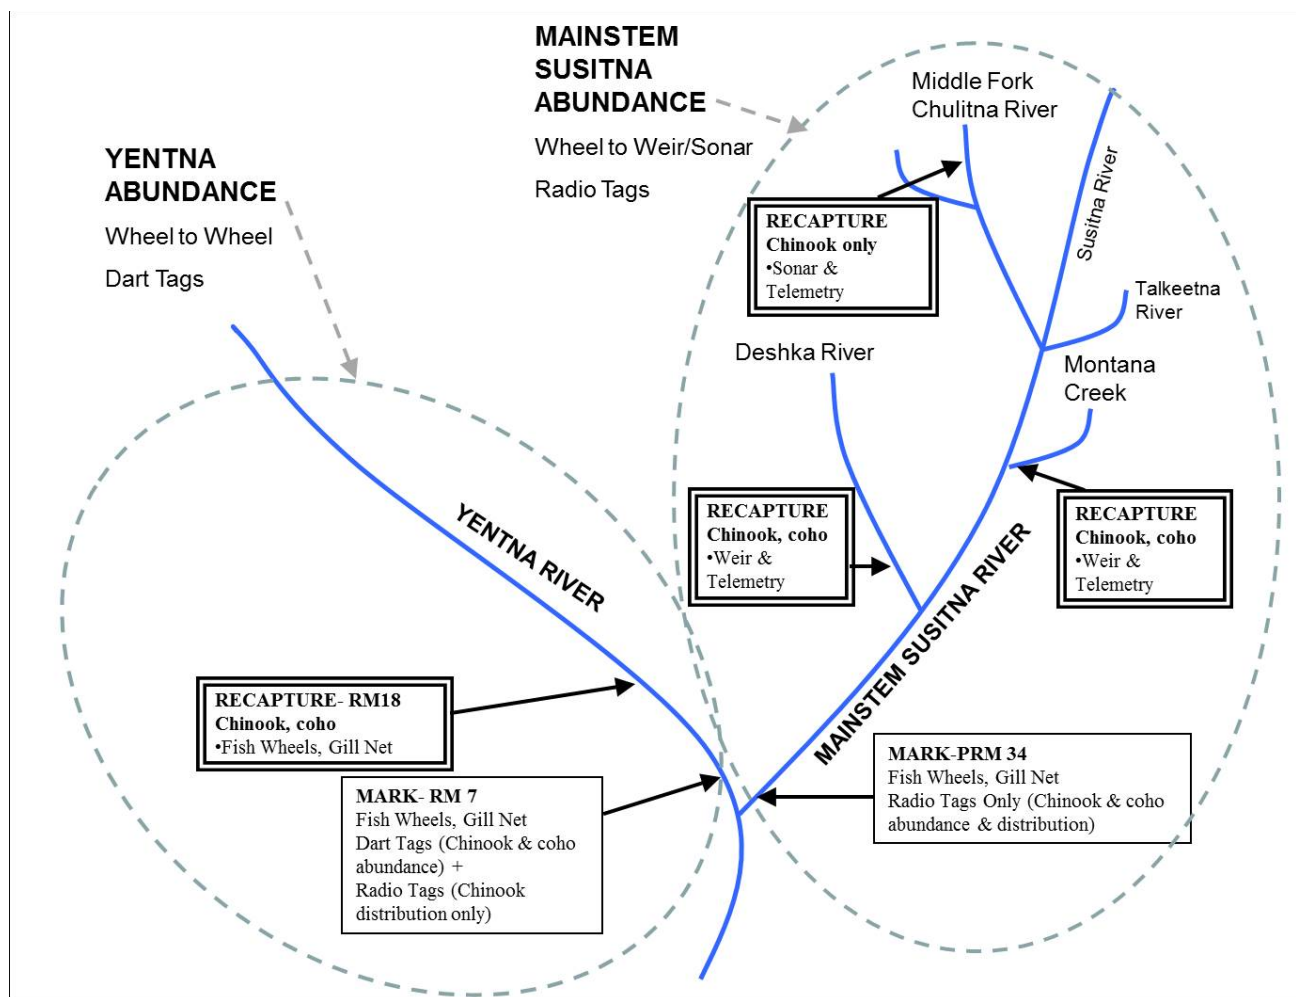 MAINSTEM
SUSITNA
ABUNDANCE
Wheel to Weir/Sonar
Radio Tags
YENTNA
ABUNDANCE
Wheel to Wheel
Dart Tags
Middle Fork
Chulitna River
Susitna River
RECAPTURE
Chinook only
•Sonar &
Telemetry
Talkeetna
River
Deshka River
Montana
Creek
RECAPTURE
Chinook, coho
•Weir &
Telemetry
RECAPTURE
Chinook, coho
•Weir &
Telemetry
YENTNA RIVER
MAINSTEM SUSITNA RIVER
RECAPTURE- RM18
Chinook, coho
•Fish Wheels, Gill Net
MARK- RM 7
Fish Wheels, Gill Net
Dart Tags (Chinook & coho
abundance) +
Radio Tags (Chinook
distribution only)
MARK-PRM 34
Fish Wheels, Gill Net
Radio Tags Only (Chinook & coho
abundance & distribution)